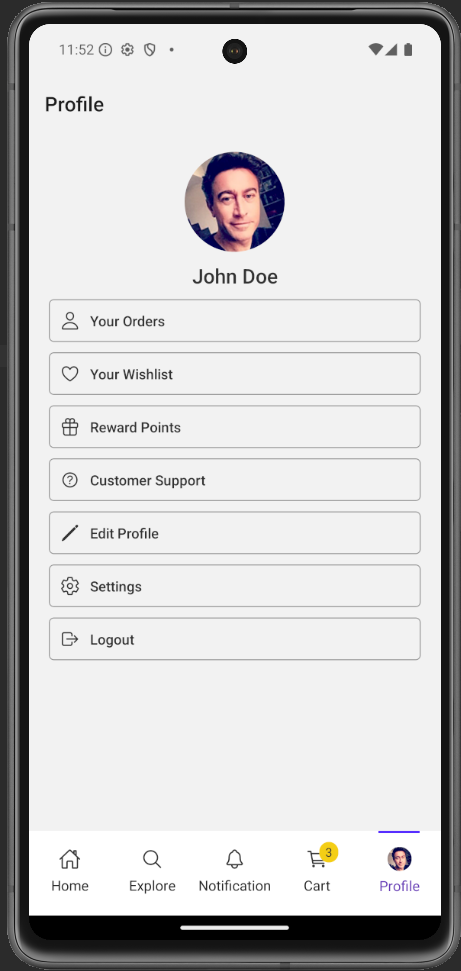 11:52
Profile
John Doe
Your Orders
Your Wishlist
Reward Points
Customer Support
Edit Profile
Settings
Logout
3
Home
Explore
Notification
Cart
Profile